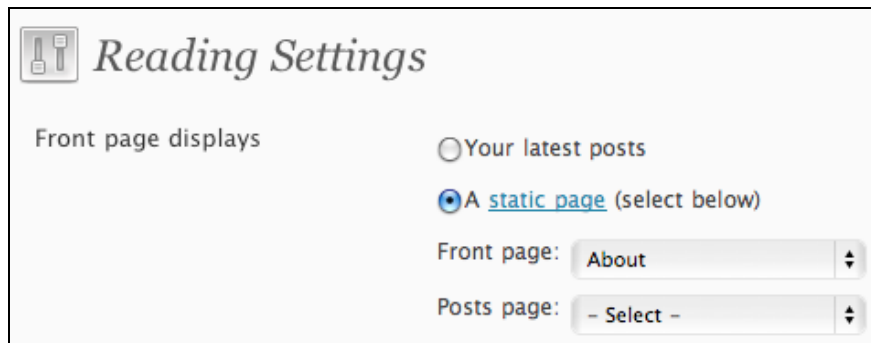 Reading Settings
Front page displays
Your latest posts
A static page (select below)
Front page: About
Posts page: – Select –